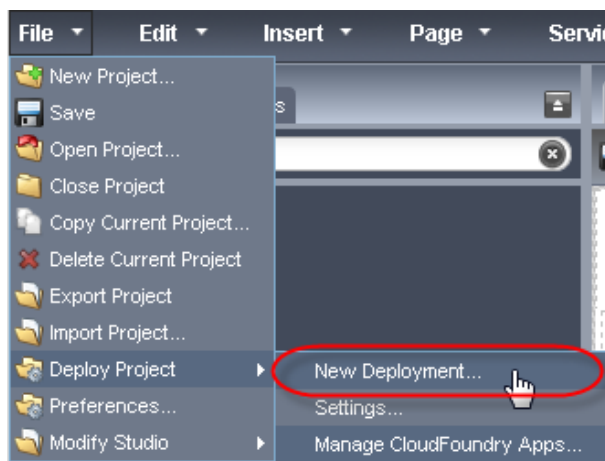 File Edit Insert Page
New Project...
s
Save
Open Project...
Close Project
Copy Current Project...
Delete Current Project
Export Project
Import Project...
Deploy Project New Deployment...
Preferences... Settings...
Modify Studio Manage CloudFoundry Apps...